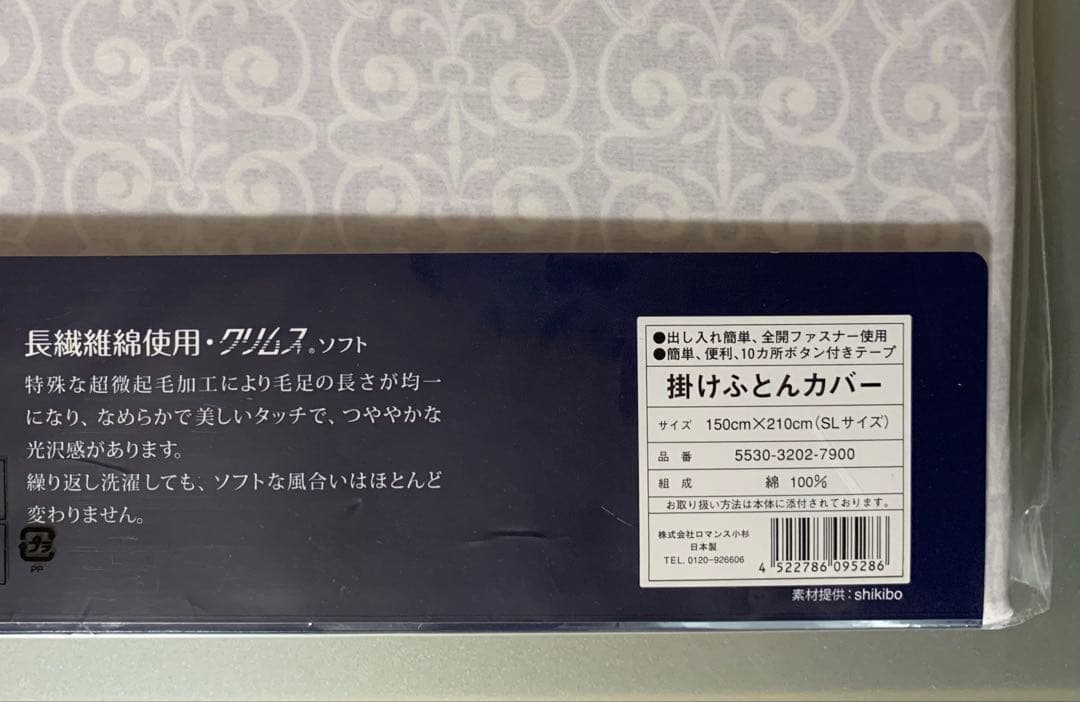 長繊維綿使用・クリムス®ソフト
特殊な超微起毛加工により毛足の長さが均一
になり、なめらかで美しいタッチで、つややかな
光沢感があります。
繰り返し洗濯しても、ソフトな風合いはほとんど
変わりません。
プラ
PP
●出し入れ簡単、全開ファスナー使用
●簡単、便利、10カ所ボタン付きテープ
掛けふとんカバー
サイズ 150cm×210cm(SLサイズ)
品番 5530-3202-7900
組成 綿 100%
お取り扱い方法は本体に添付されております。
株式会社ロマンス小杉
日本製
TEL. 0120-926606
4 522786 095286
素材提供:shikibo